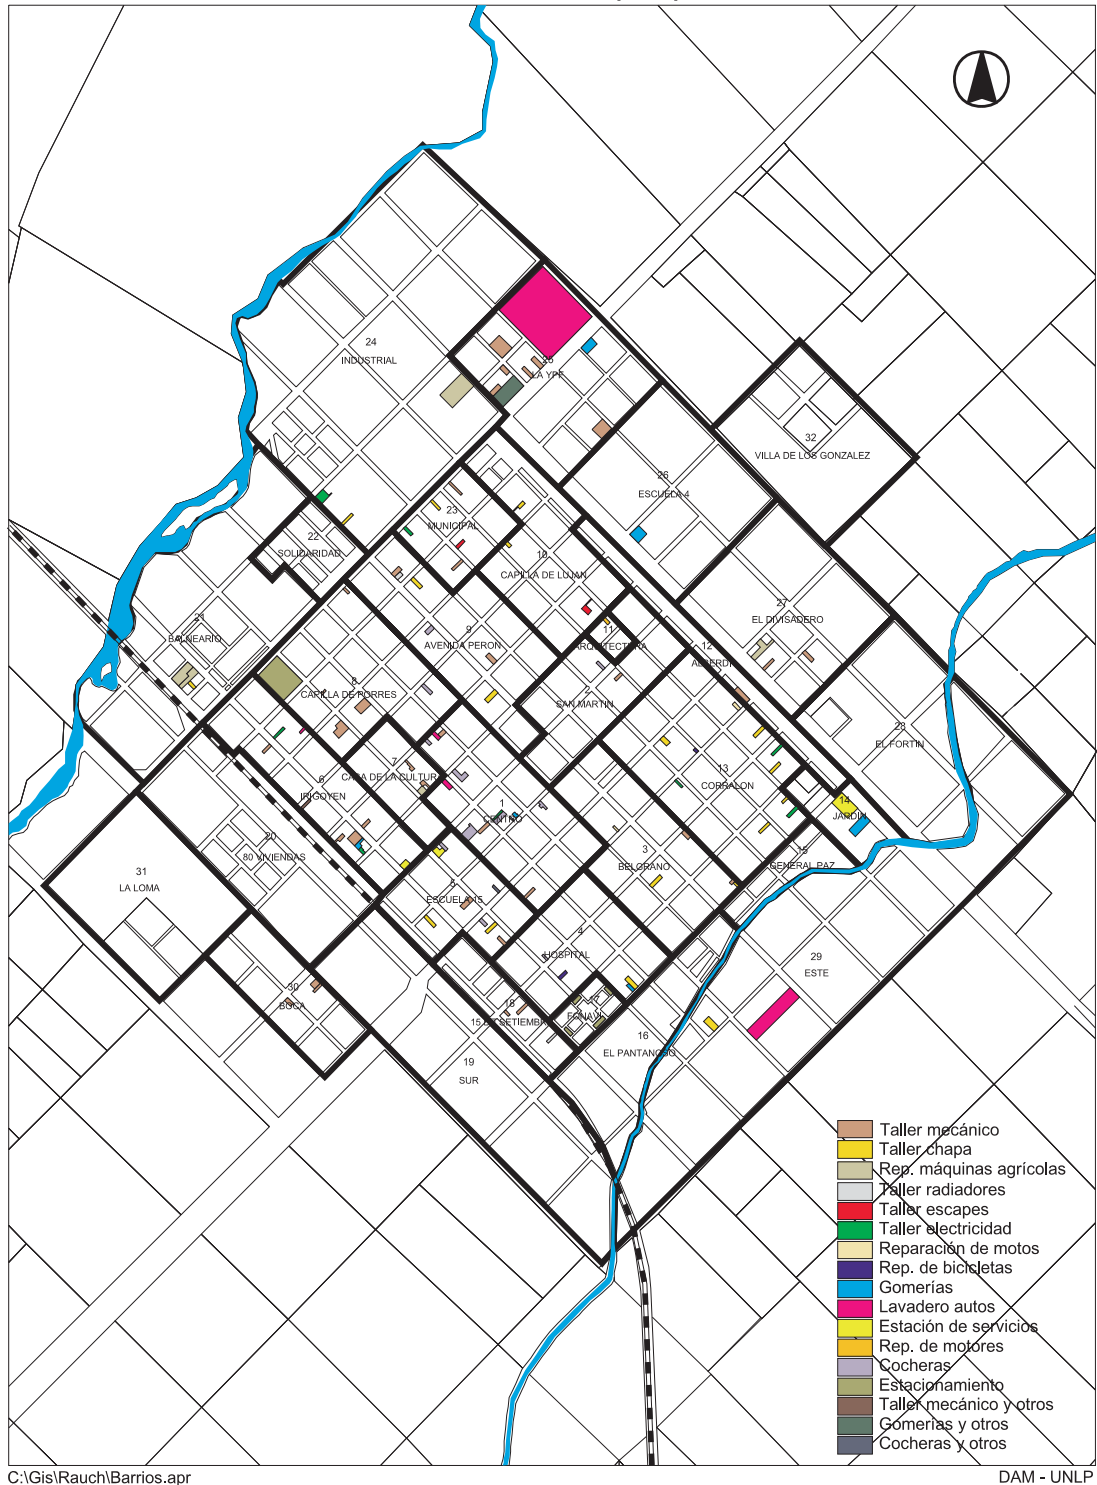 24
INDUSTRIAL
25
LA YPF
32
VILLA DE LOS GONZALEZ
26
ESCUELA 4
23
MUNICIPAL
22
SOLIDARIDAD
10
CAPILLA DE LUJAN
27
EL DIVISADERO
21
BALNEARIO
9
AVENIDA PERON
11
ARQUITECTURA
12
ALBERDI
8
CAPILLA DE PORRES
2
SAN MARTIN
28
EL FORTIN
7
CASA DE LA CULTURA
13
CORRALON
6
IRIGOYEN
1
CENTRO
14
JARDIN
20
80 VIVIENDAS
3
BELGRANO
15
GENERAL PAZ
31
LA LOMA
5
ESCUELA 15
4
HOSPITAL
29
ESTE
30
BOCA
18
15 DE SETIEMBRE
17
FONAVI
16
EL PANTANOSO
19
SUR
Taller mecánico
Taller chapa
Rep. máquinas agrícolas
Taller radiadores
Taller escapes
Taller electricidad
Reparación de motos
Rep. de bicicletas
Gomerías
Lavadero autos
Estación de servicios
Rep. de motores
Cocheras
Estacionamiento
Taller mecánico y otros
Gomerías y otros
Cocheras y otros
C:\Gis\Rauch\Barrios.apr
DAM - UNLP